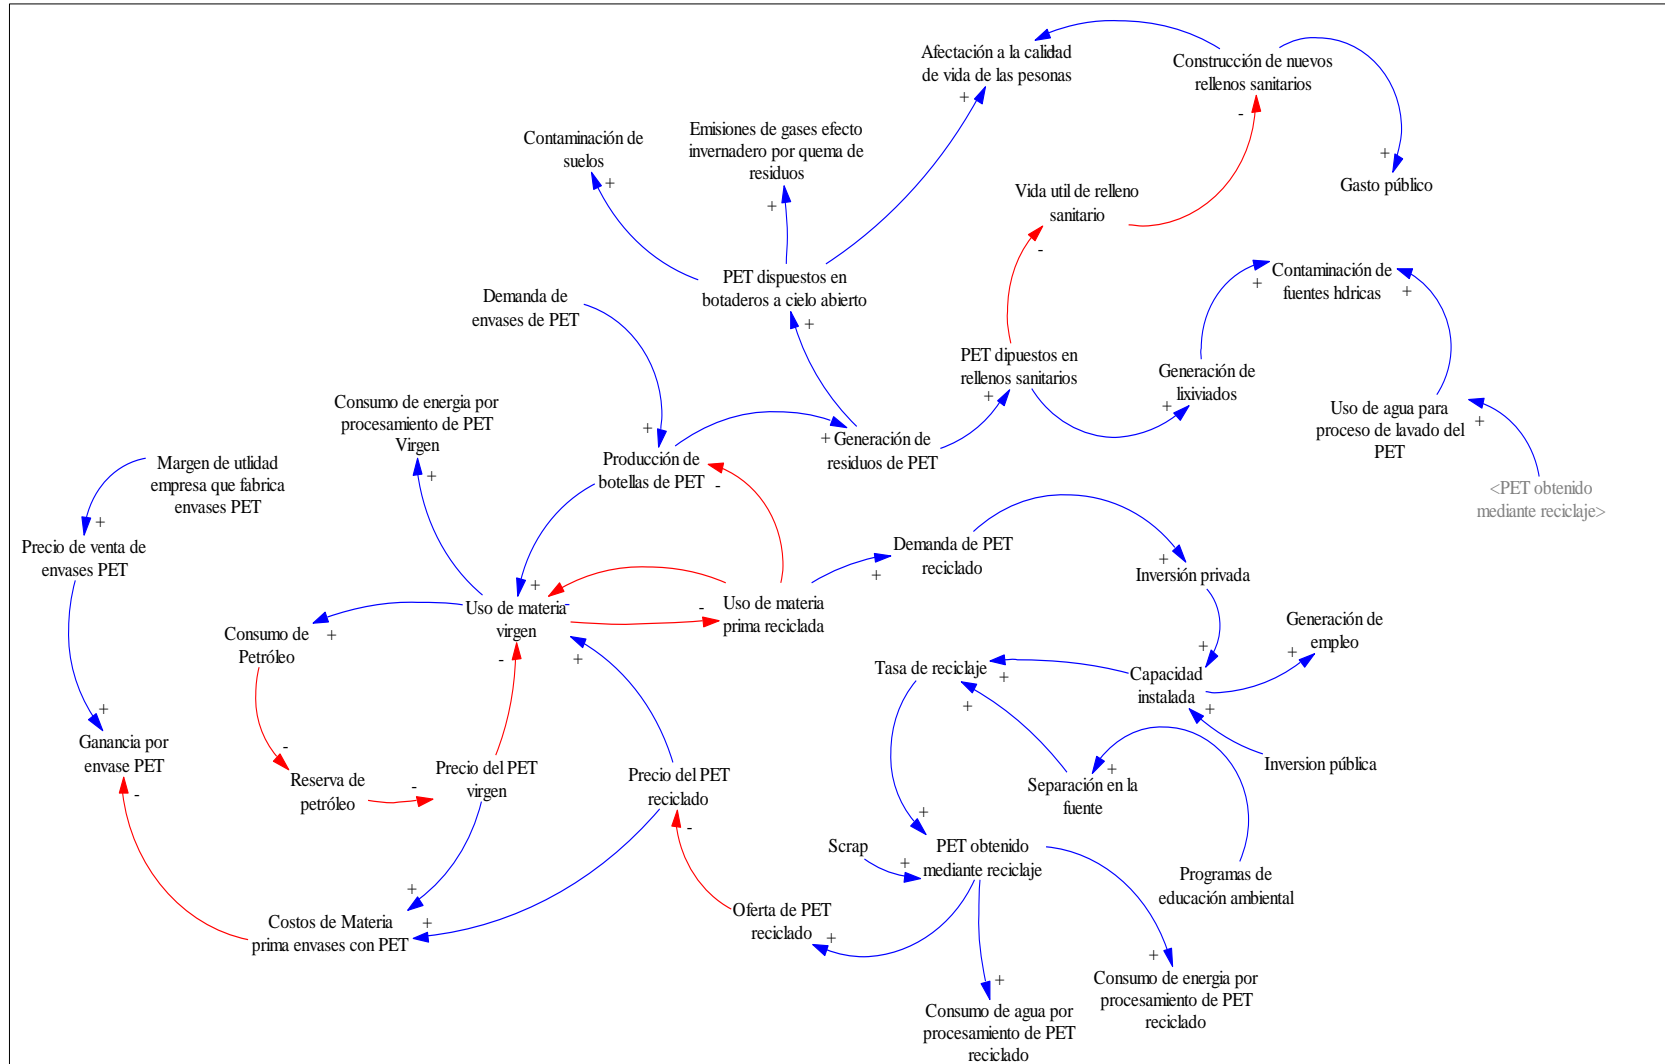 Afectación a la calidad
de vida de las pesonas
Construcción de nuevos
rellenos sanitarios
Contaminación de
suelos
Emisiones de gases efecto
invernadero por quema de
residuos
Gasto público
Vida util de relleno
sanitario
PET dispuestos en
botaderos a cielo abierto
Contaminación de
fuentes hdricas
Demanda de
envases de PET
PET dipuestos en
rellenos sanitarios
Generación de
lixiviados
Consumo de energia por
procesamiento de PET
Virgen
Uso de agua para
proceso de lavado del
PET
Generación de
residuos de PET
Producción de
botellas de PET
Margen de utlidad
empresa que fabrica
envases PET
<PET obtenido
mediante reciclaje>
Precio de venta de
envases PET
Demanda de PET
reciclado
Inversión privada
Uso de materia
virgen
Uso de materia
prima reciclada
Generación de
empleo
Consumo de
Petróleo
Tasa de reciclaje
Capacidad
instalada
Ganancia por
envase PET
Reserva de
petróleo
Precio del PET
virgen
Precio del PET
reciclado
Separación en la
fuente
Inversion pública
Scrap
PET obtenido
mediante reciclaje
Programas de
educación ambiental
Costos de Materia
prima envases con PET
Oferta de PET
reciclado
Consumo de agua por
procesamiento de PET
reciclado
Consumo de energia por
procesamiento de PET
reciclado